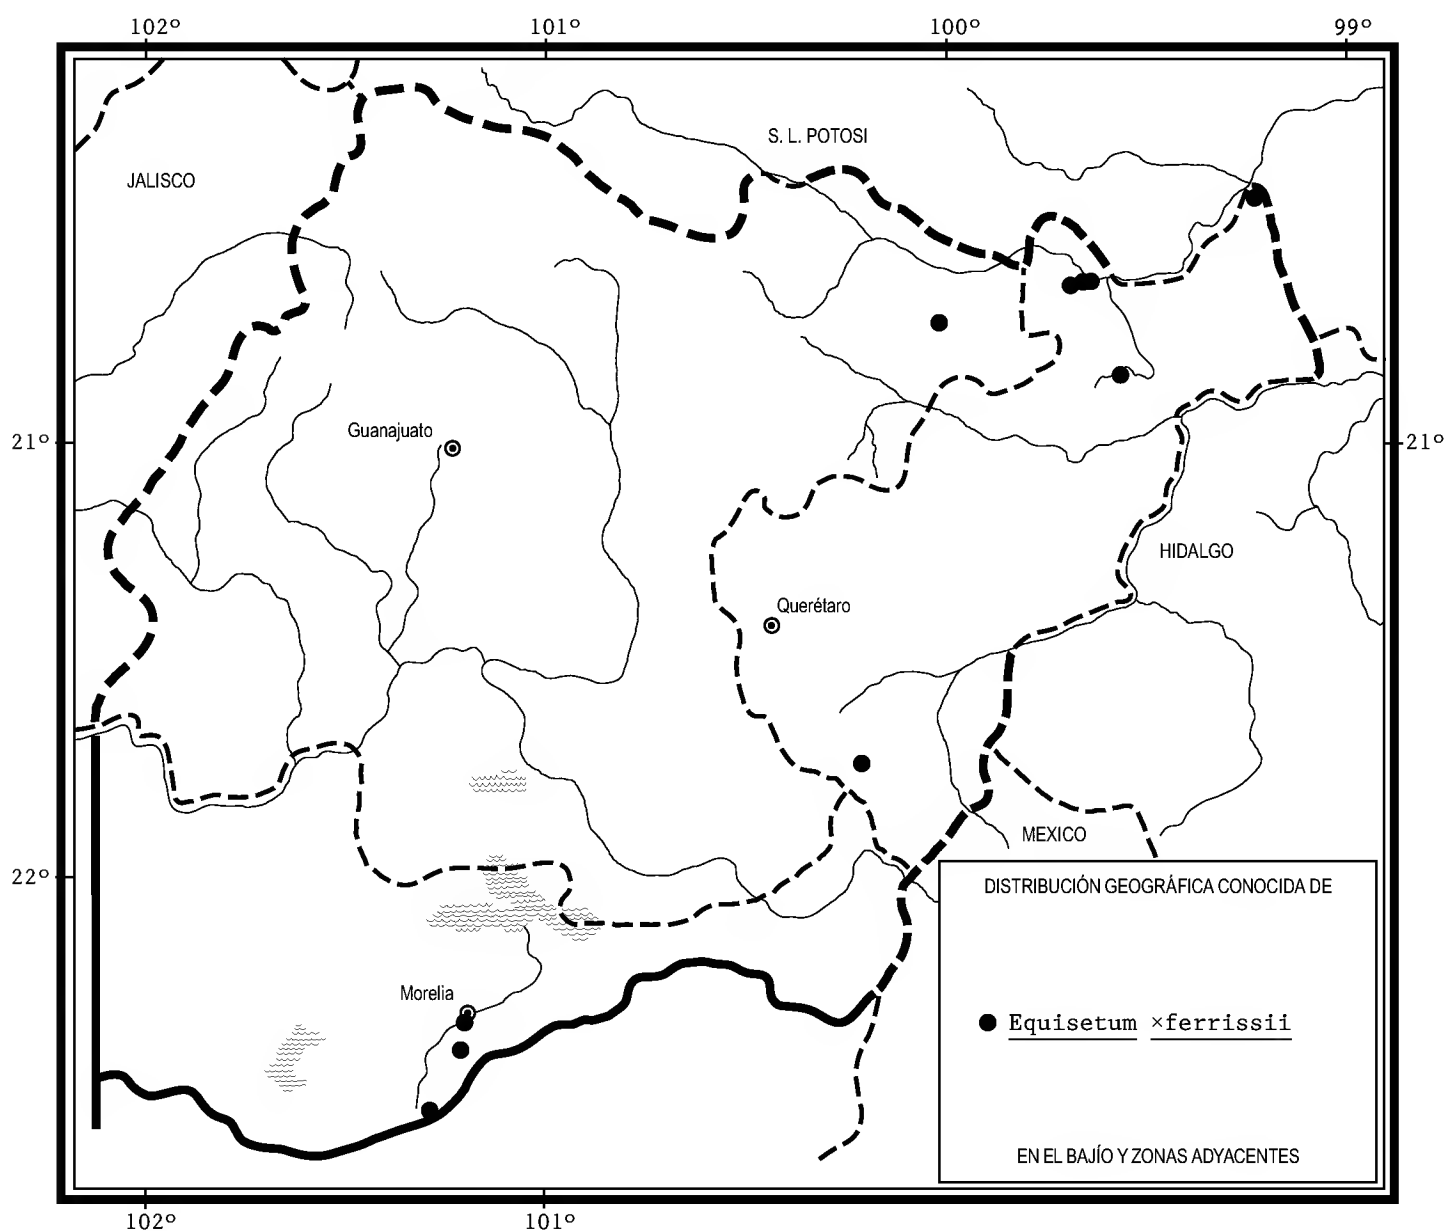 102° 101° 100° 99°
S. L. POTOSI
JALISCO
Guanajuato
21° 21°
HIDALGO
Querétaro
MEXICO
22°
DISTRIBUCIÓN GEOGRÁFICA CONOCIDA DE
Morelia
Equisetum ×ferrissii
EN EL BAJÍO Y ZONAS ADYACENTES
102° 101°